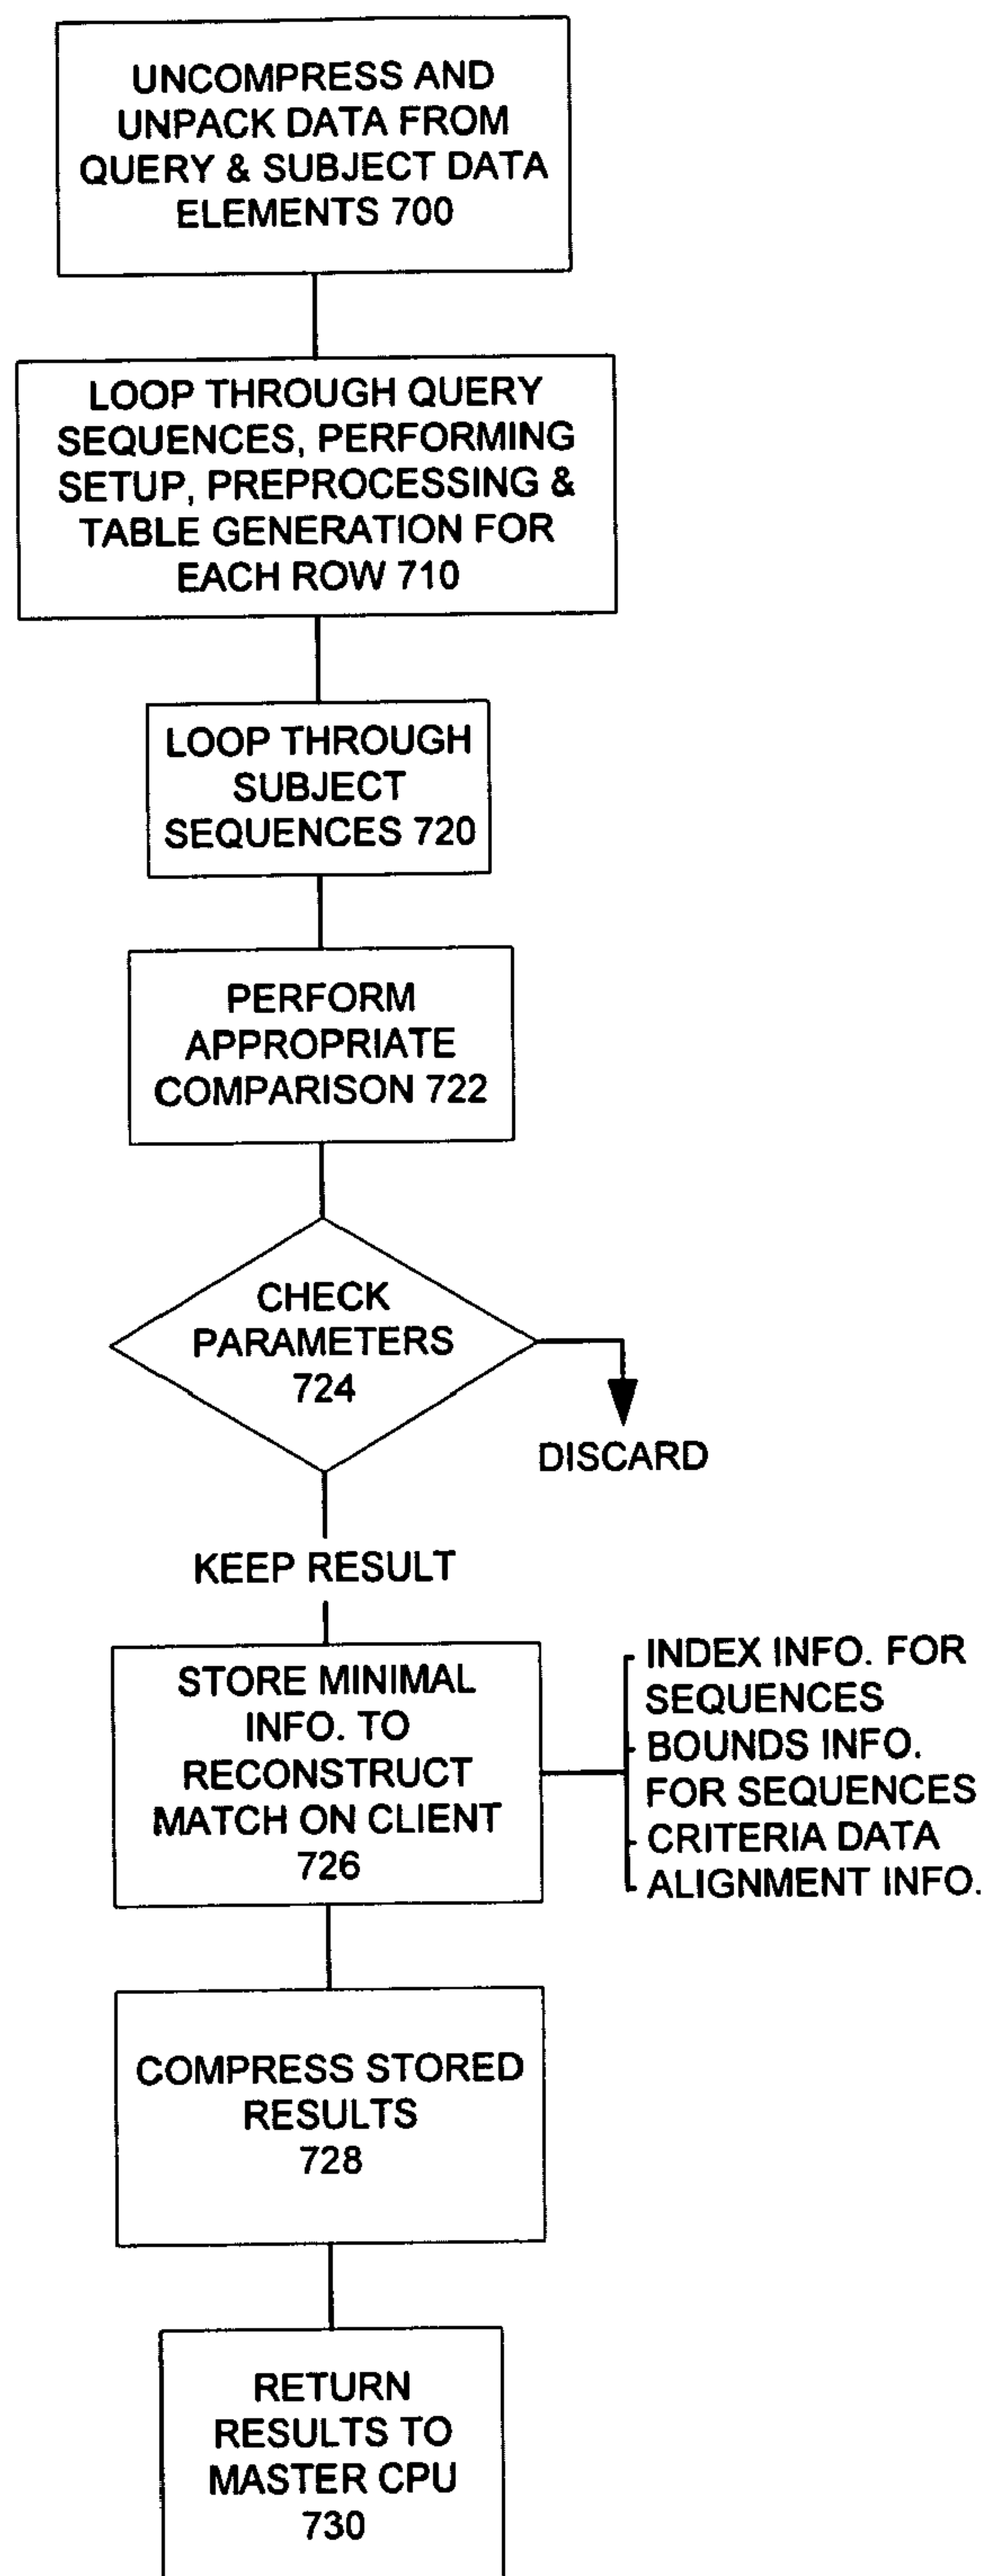 UNCOMPRESS AND
UNPACK DATA FROM
QUERY & SUBJECT DATA
ELEMENTS 700
LOOP THROUGH QUERY
SEQUENCES, PERFORMING
SETUP, PREPROCESSING &
TABLE GENERATION FOR
EACH ROW 710
LOOP THROUGH
SUBJECT
SEQUENCES 720
PERFORM
APPROPRIATE
COMPARISON 722
CHECK
PARAMETERS
724
DISCARD
KEEP RESULT
STORE MINIMAL
INFO. TO
RECONSTRUCT
MATCH ON CLIENT
726
INDEX INFO. FOR
SEQUENCES
BOUNDS INFO.
FOR SEQUENCES
CRITERIA DATA
ALIGNMENT INFO.
COMPRESS STORED
RESULTS
728
RETURN
RESULTS TO
MASTER CPU
730